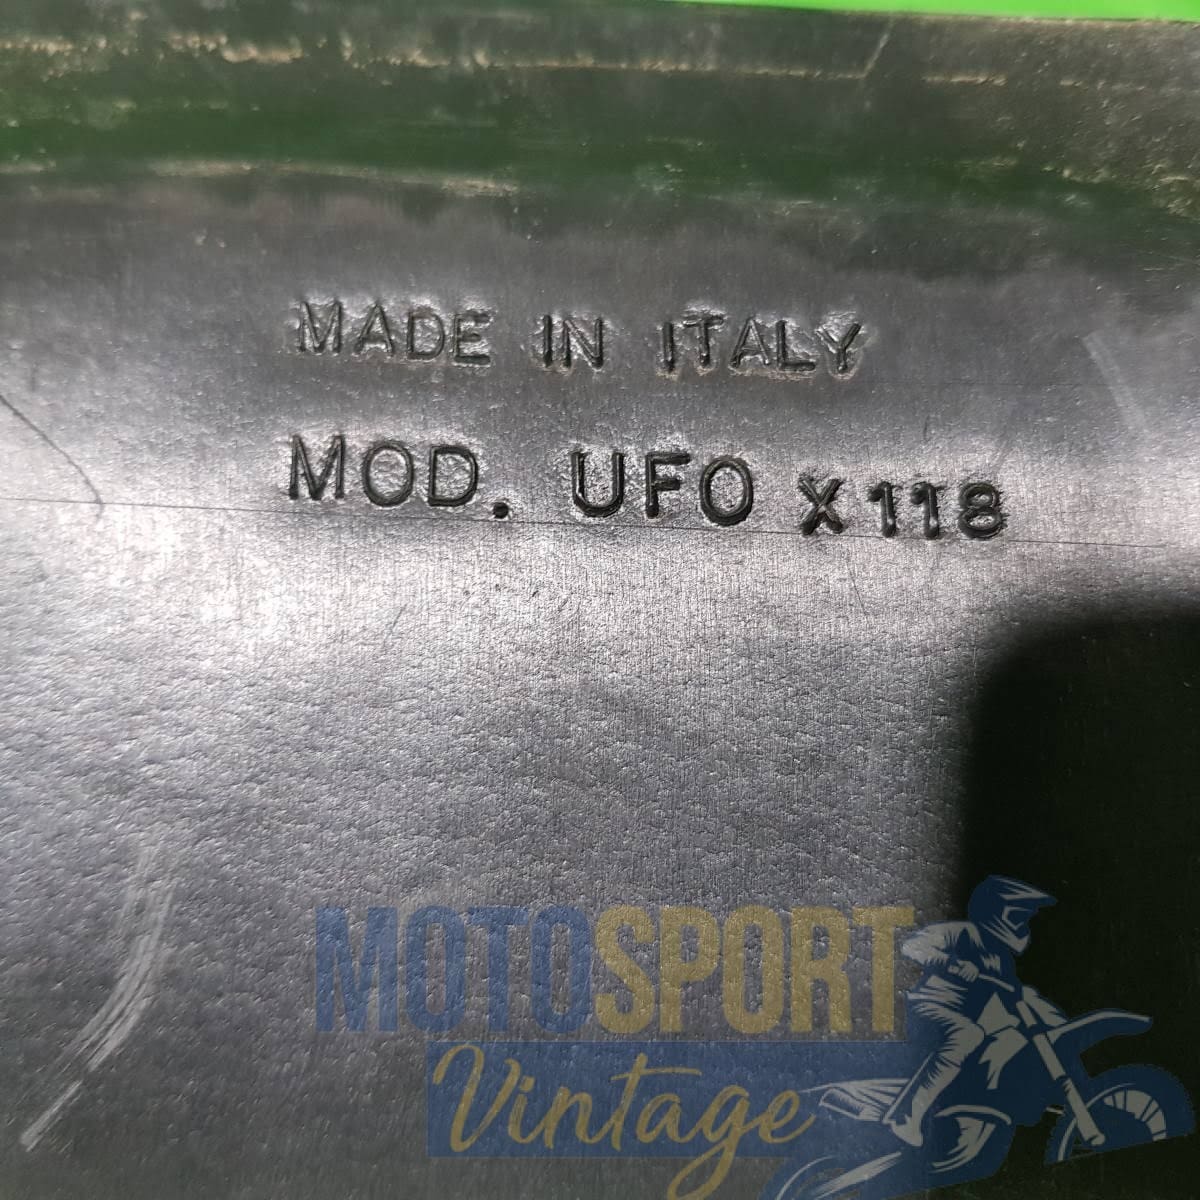 MADE IN ITALY
MOD. UFO X118
MOTOSPORT
Vintage